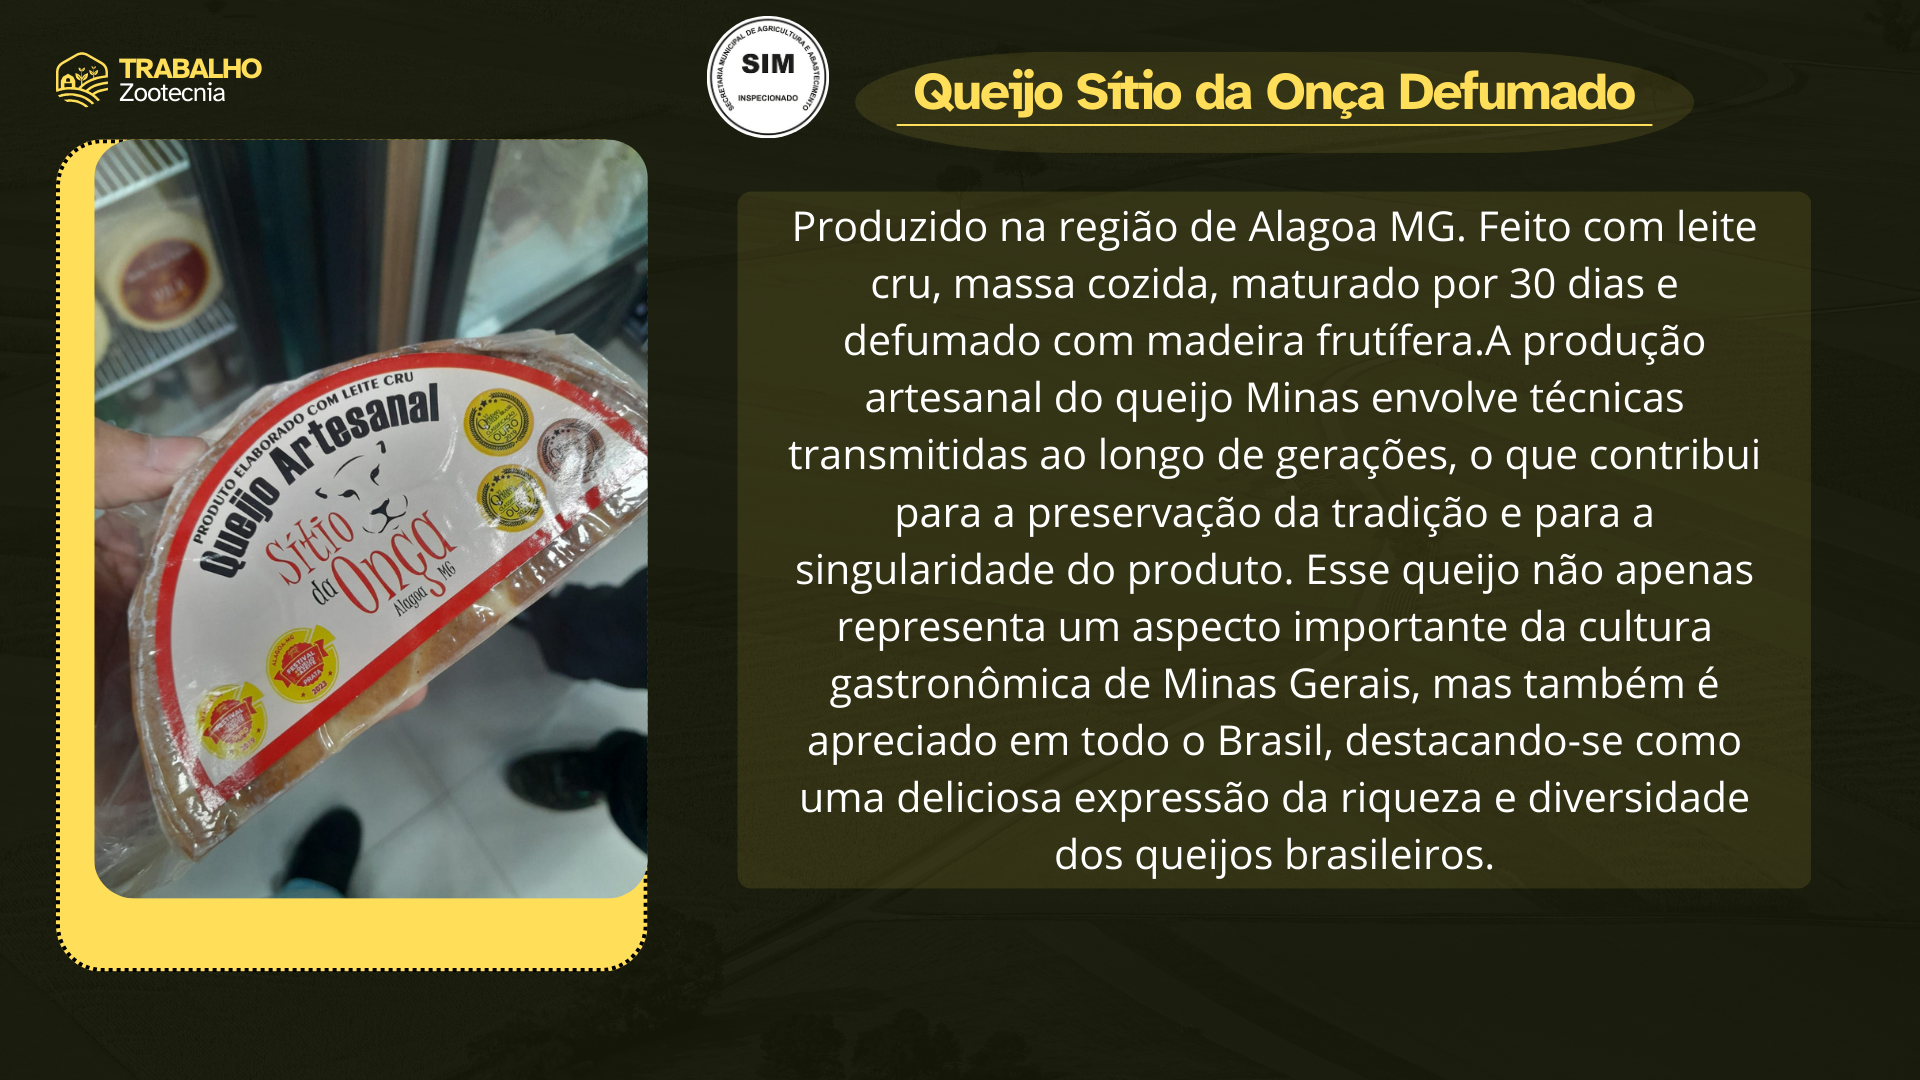 TRABALHO
Zootecnia
SECRETARIA MUNICIPAL DE AGRICULTURA E ABASTECIMENTO
SIM
INSPECIONADO
Queijo Sítio da Onça Defumado
PRODUTO ELABORADO COM LEITE CRU
Queijo Artesanal
Sítio
da Onça
Alagoa MG
OURO
ALAGOA-MG
FESTIVAL
PRATA
2023
FESTIVAL
Produzido na região de Alagoa MG. Feito com leite
cru, massa cozida, maturado por 30 dias e
defumado com madeira frutífera.A produção
artesanal do queijo Minas envolve técnicas
transmitidas ao longo de gerações, o que contribui
para a preservação da tradição e para a
singularidade do produto. Esse queijo não apenas
representa um aspecto importante da cultura
gastronômica de Minas Gerais, mas também é
apreciado em todo o Brasil, destacando-se como
uma deliciosa expressão da riqueza e diversidade
dos queijos brasileiros.